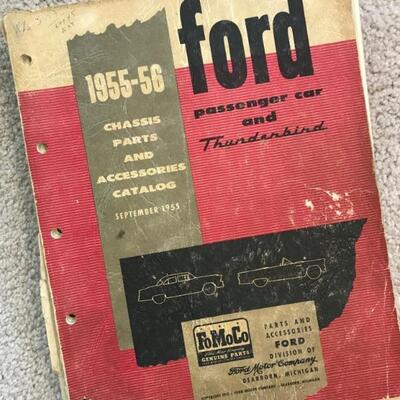 1955-56
CHASSIS
PARTS
AND
ACCESSORIES
CATALOG
SEPTEMBER 1955
ford
passenger car
and
Thunderbird
FoMoCo
GENUINE PARTS
PARTS AND
ACCESSORIES
FORD
DIVISION OF
Ford Motor Company
DEARBORN, MICHIGAN